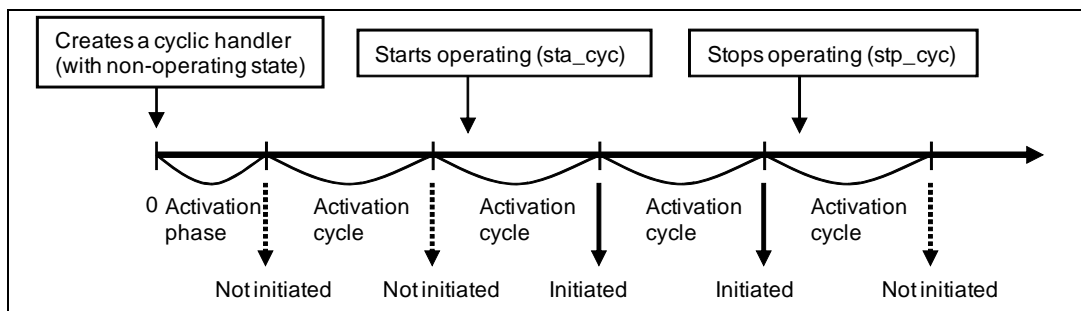 Creates a cyclic handler
(with non-operating state)
Starts operating (sta_cyc)
Stops operating (stp_cyc)
0 Activation phase
Activation cycle
Activation cycle
Activation cycle
Activation cycle
Not initiated
Not initiated
Initiated
Initiated
Not initiated